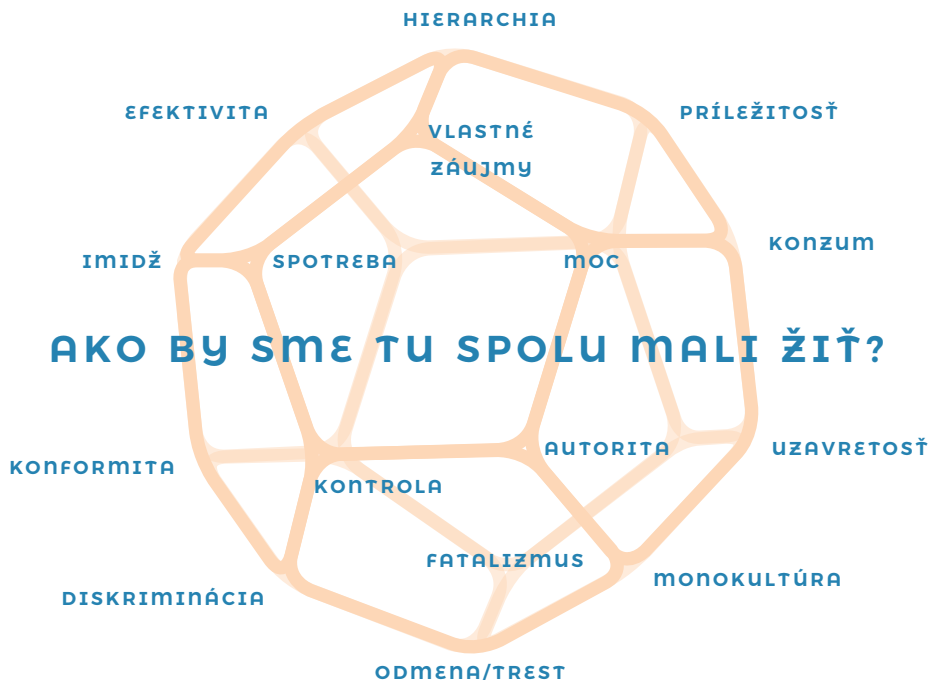 HIERARCHIA
EFEKTIVITA
PRÍLEŽITOSŤ
VLASTNÉ
ZÁUJMY
KONZUM
IMIDŽ
SPOTREBA
MOC
AKO BY SME TU SPOLU MALI ŽIŤ?
AUTORITA
UZAVRETOSŤ
KONFORMITA
KONTROLA
FATALIZMUS
MONOKULTÚRA
DISKRIMINÁCIA
ODMENA/TREST